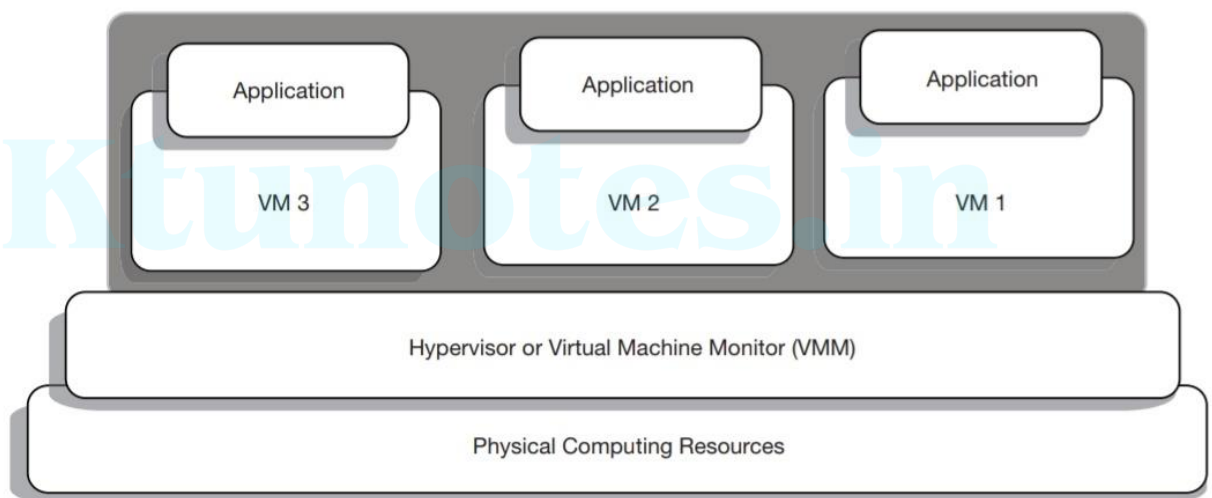 Application
Application
Application
VM 3
VM 2
VM 1
Ktunotes.in
Hypervisor or Virtual Machine Monitor (VMM)
Physical Computing Resources